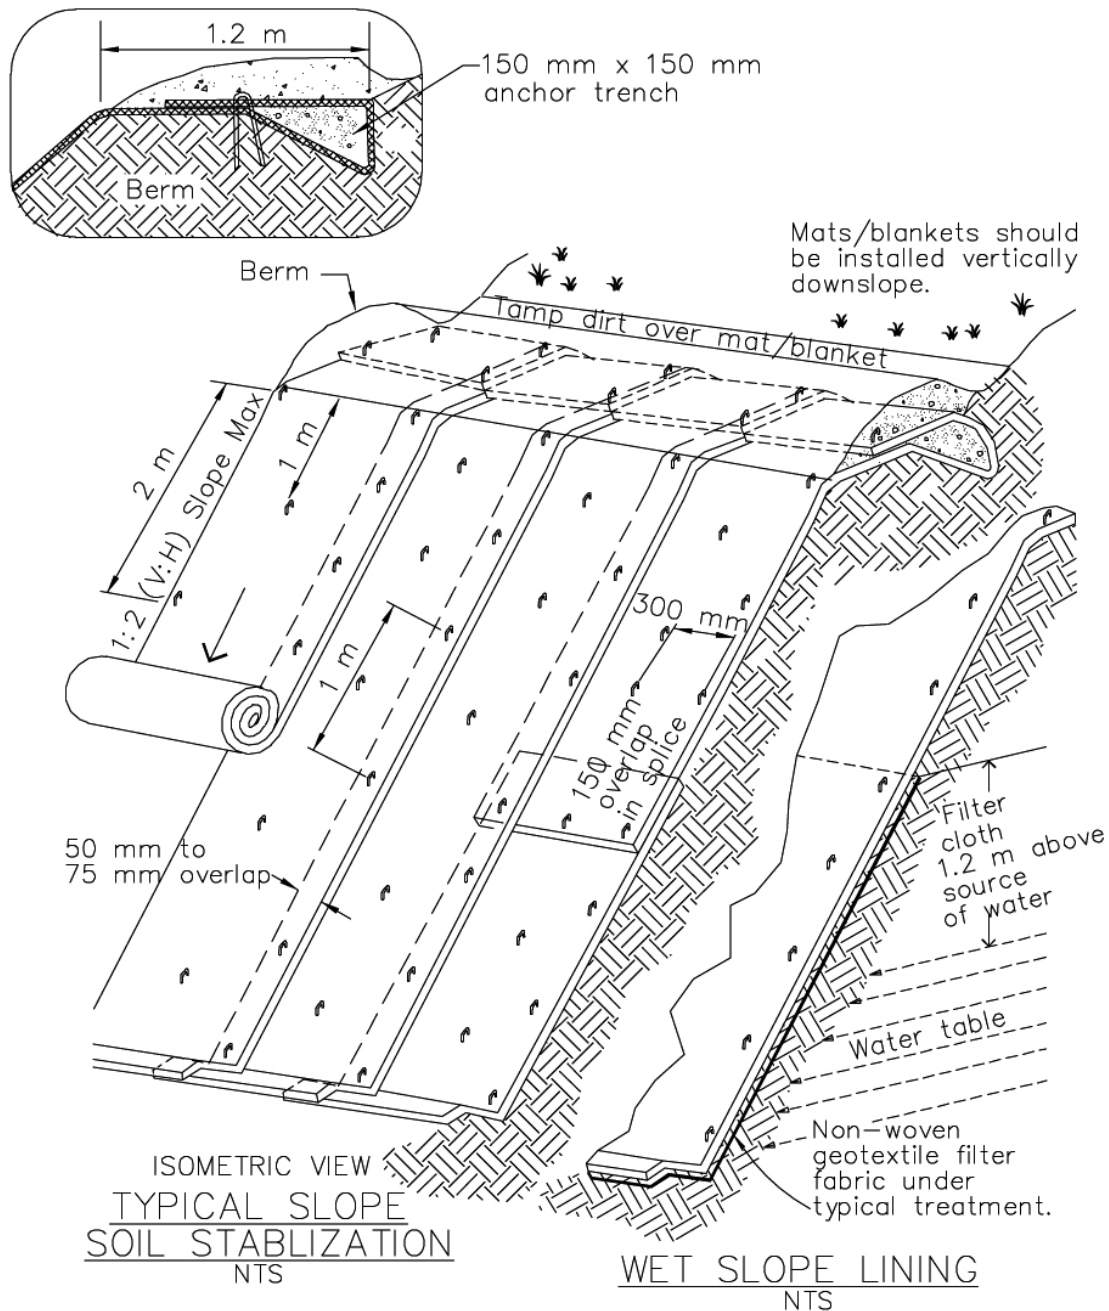 1.2 m
150 mm x 150 mm
anchor trench
Berm
Mats/blankets should
be installed vertically
downslope.
Berm
Tamp dirt over mat/blanket
2 m
1:2 (V:H) Slope Max
1 m
300 mm
1 m
150 mm
overlap
in splice
50 mm to
75 mm overlap
Filter
cloth
1.2 m above
source
of water
Water table
Non-woven
geotextile filter
fabric under
typical treatment.
ISOMETRIC VIEW
TYPICAL SLOPE
SOIL STABLIZATION
NTS
WET SLOPE LINING
NTS